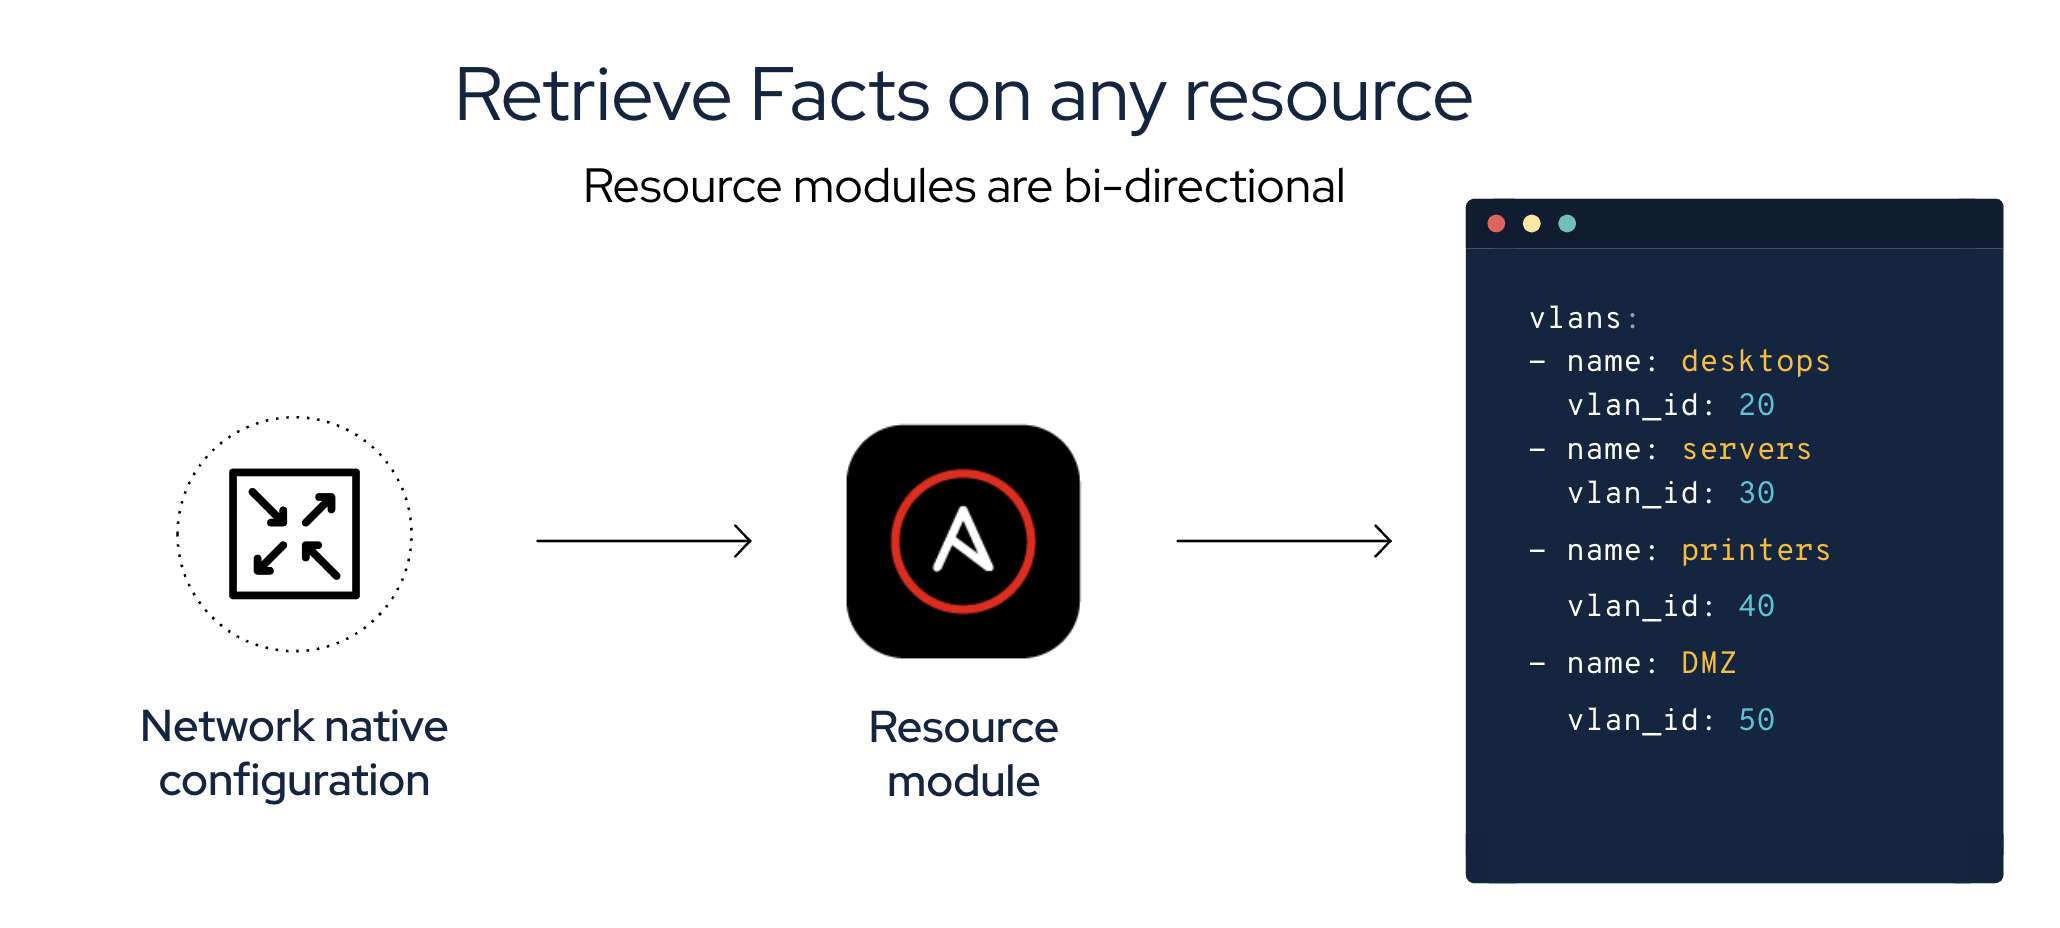 Retrieve Facts on any resource
Resource modules are bi-directional
Network native
configuration
Resource
module
vlans:
- name: desktops
  vlan_id: 20
- name: servers
  vlan_id: 30
- name: printers
  vlan_id: 40
- name: DMZ
  vlan_id: 50